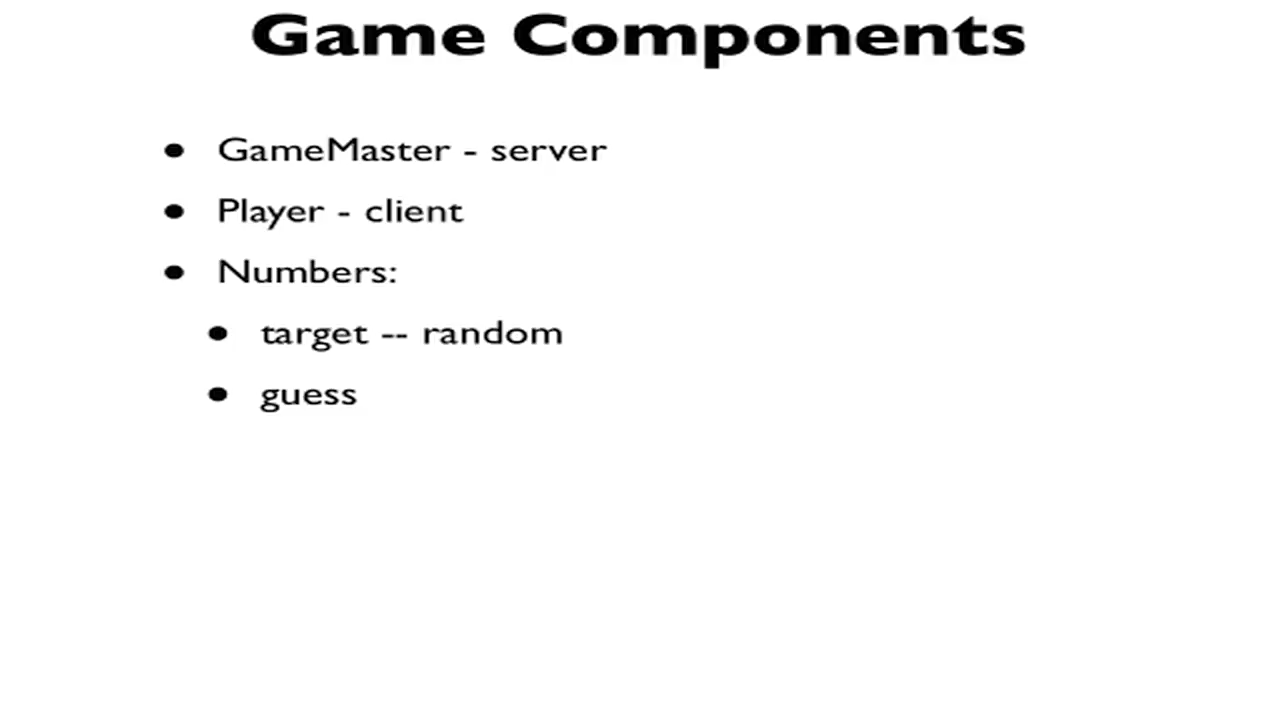 Game Components
• GameMaster - server
• Player - client
• Numbers:
• target -- random
• guess